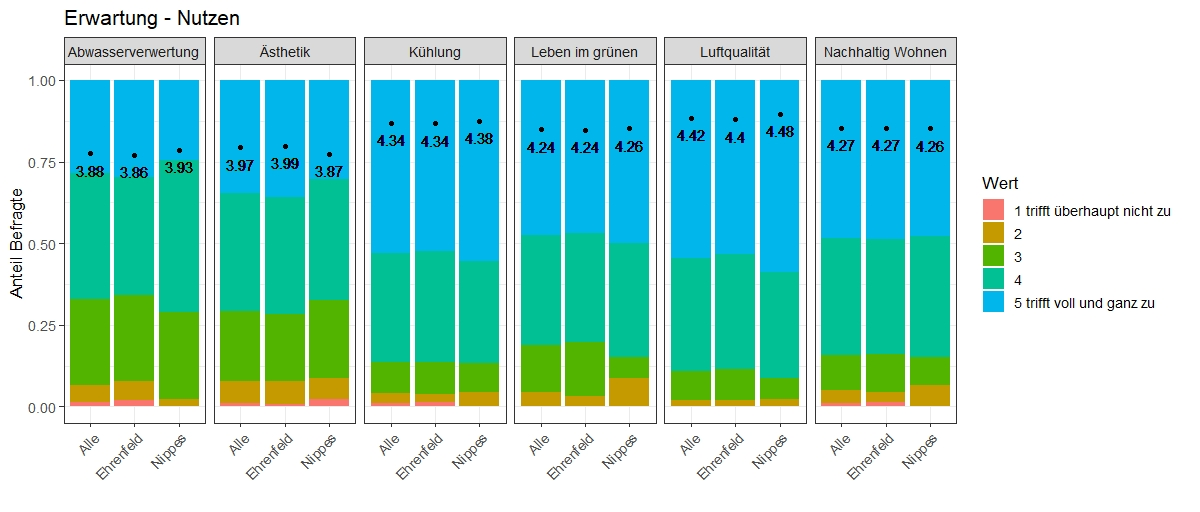 Erwartung - Nutzen
Abwasserverwertung Ästhetik Kühlung Leben im grünen Luftqualität Nachhaltig Wohnen
1.00
0.75
0.50
0.25
0.00
Anteil Befragte
3.88 3.86 3.93
3.97 3.99 3.87
4.34 4.34 4.38
4.24 4.24 4.26
4.42 4.4 4.48
4.27 4.27 4.26
Alle Ehrenfeld Nippes
Alle Ehrenfeld Nippes
Alle Ehrenfeld Nippes
Alle Ehrenfeld Nippes
Alle Ehrenfeld Nippes
Alle Ehrenfeld Nippes
Wert
1 trifft überhaupt nicht zu
2
3
4
5 trifft voll und ganz zu